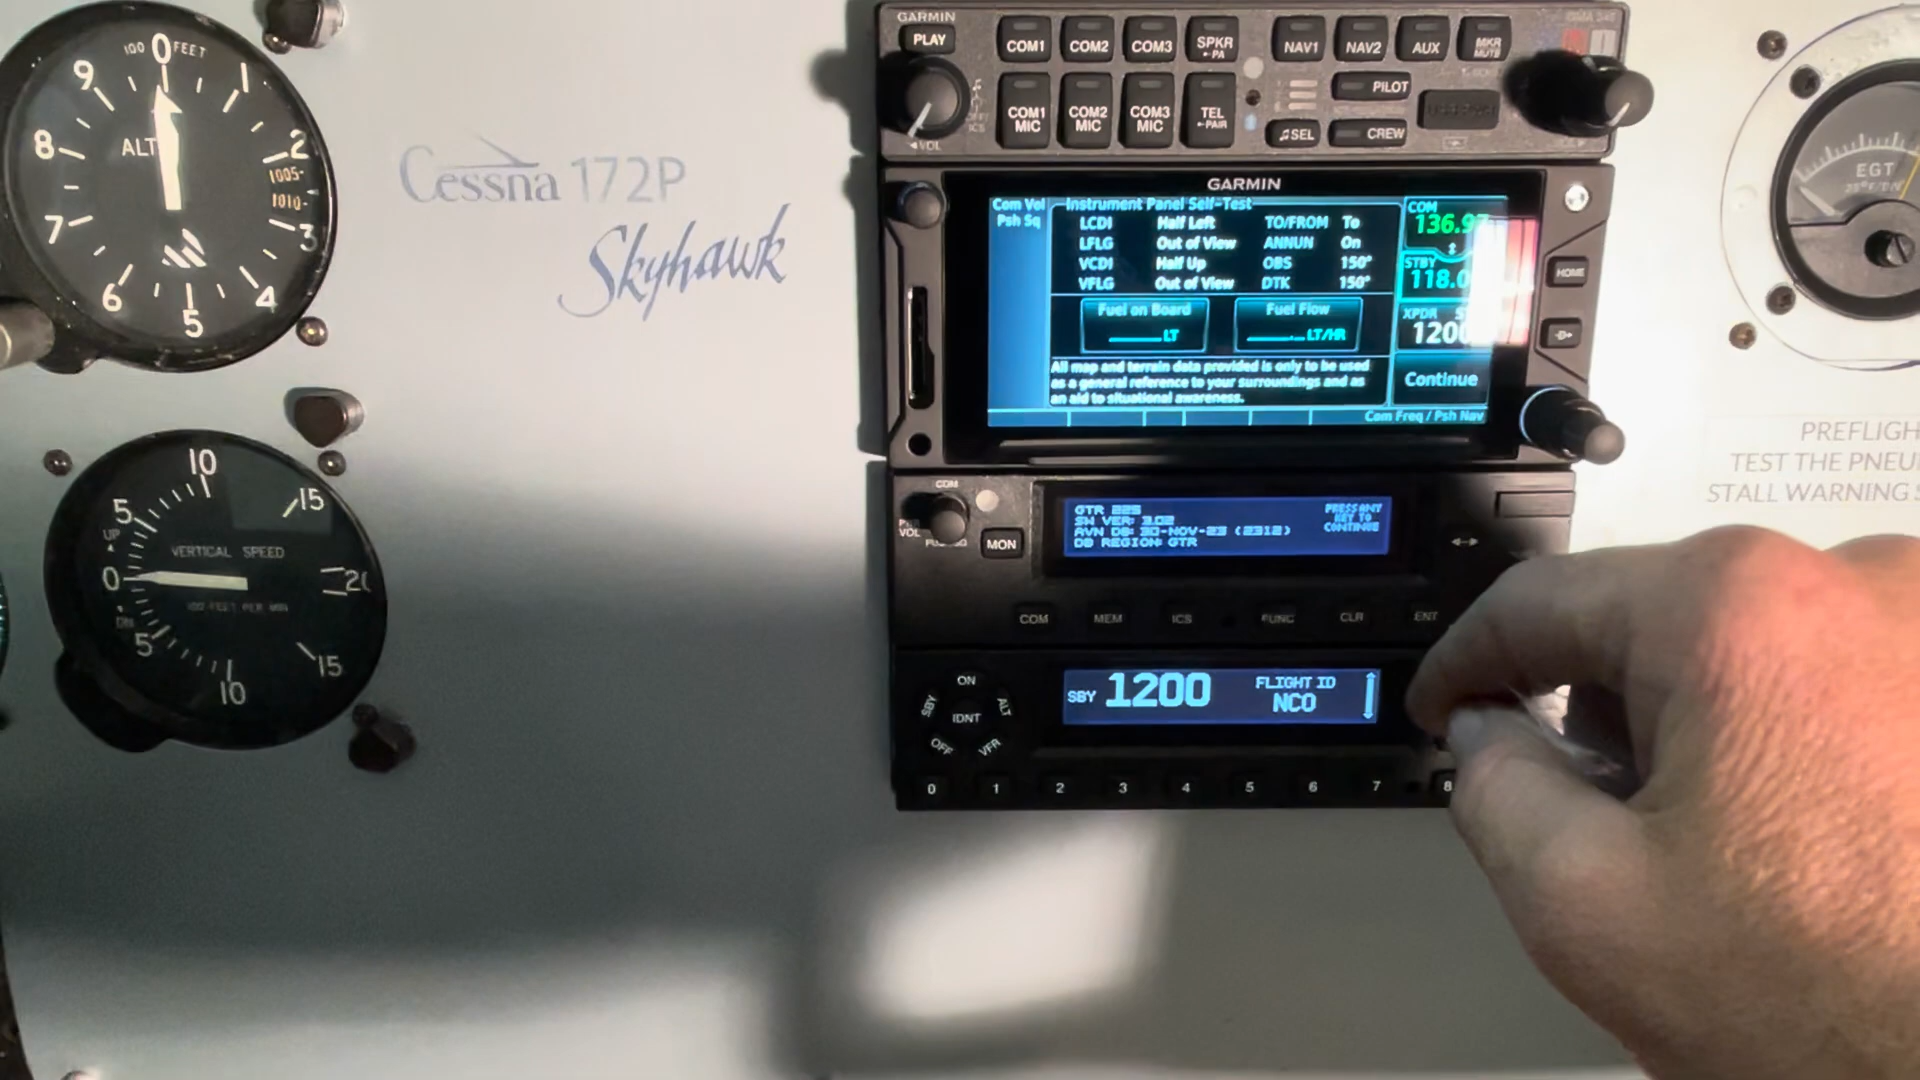 100 FEET
0
1
2
3
4
5
6
7
8
9
ALT
1005-
1010-
Cessna 172P
Skyhawk
10
5
UP
0
DN
5
10
15
20
15
VERTICAL SPEED
100 FEET PER MIN
GARMIN
PLAY
COM1
COM2
COM3
SPKR
PA
NAV1
NAV2
AUX
MKR
MUTE
COM1
MIC
COM2
MIC
COM3
MIC
TEL
PAIR
SEL
PILOT
CREW
VOL
ICS
GARMIN
Com Vol
Psh Sq
Instrument Panel Self-Test
LCDI Half Left TO/FROM To
LFLG Out of View ANNUN On
VCDI Half Up OBS 150°
VFLG Out of View DTK 150°
Fuel on Board
LT
Fuel Flow
LT/HR
All map and terrain data provided is only to be used
as a general reference to your surroundings and as
an aid to situational awareness.
COM
136.97
STBY
118.0
XPDR
1200
Continue
Com Freq / Psh Nav
HOME
COM
VOL
MON
GTR 225
SW VER: 3.02
AVN DB: 30-NOV-23 (2312)
DB REGION: GTR
PRESS ANY
KEY TO
CONTINUE
COM
MEM
ICS
FUNC
CLR
ENT
ON
SBY
ALT
IDNT
OFF
VFR
SBY 1200
FLIGHT ID
NCO
0 1 2 3 4 5 6 7 8
EGT
PREFLIGH
TEST THE PNEU
STALL WARNING S